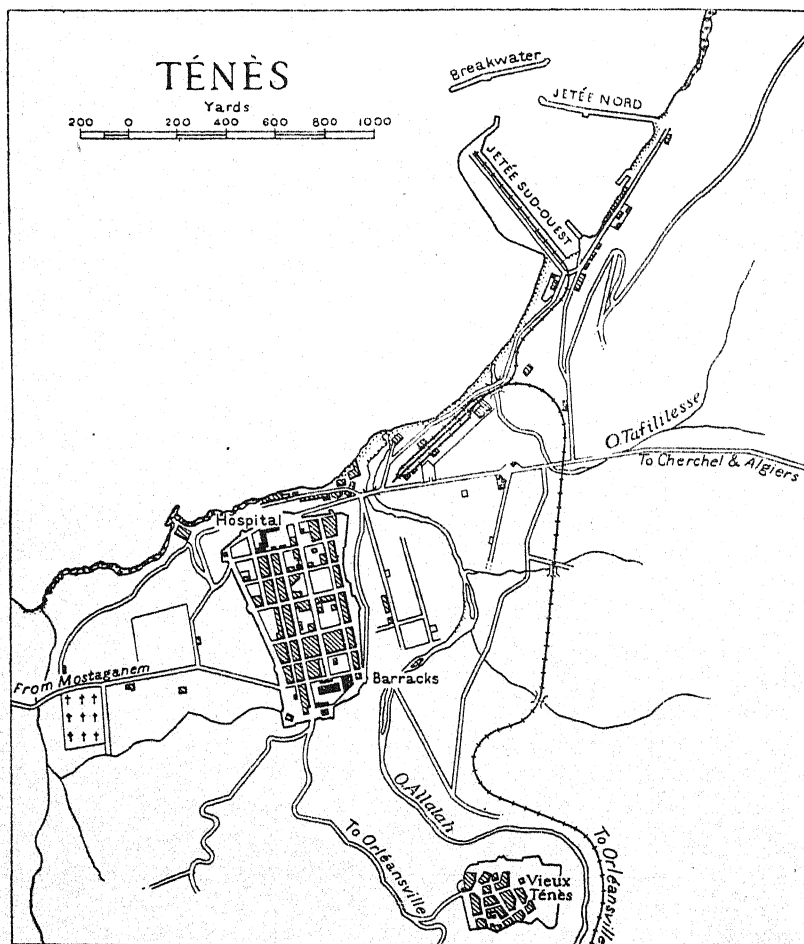 TÉNÈS
Yards
200 0 200 400 600 800 1000
Breakwater
JETÉE NORD
JETÉE SUD-OUEST
O. Tafililesse
To Cherchel & Algiers
Hospital
From Mostaganem
Barracks
O. Allalah
To Orléansville
To Orléansville
Vieux
Ténès